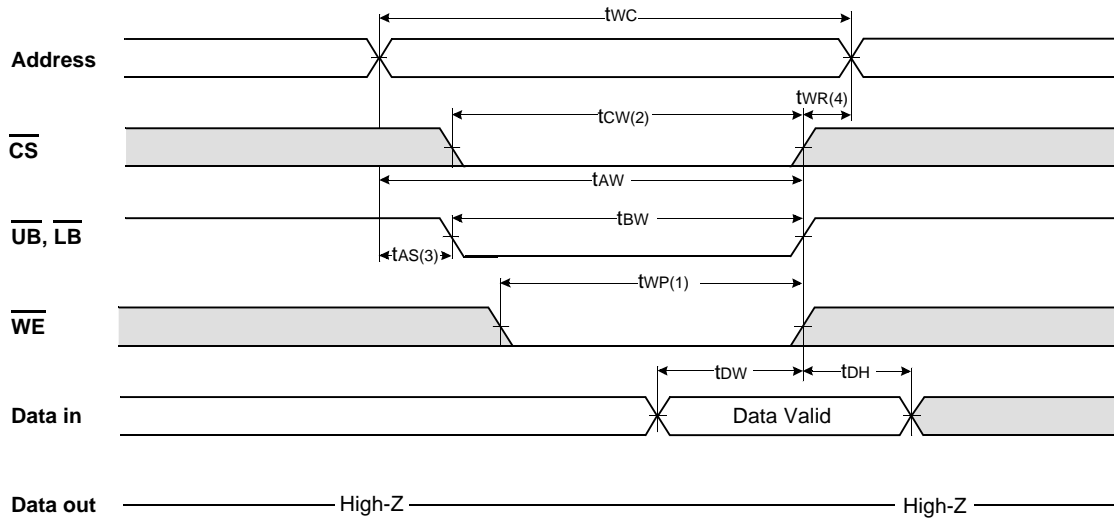 tWC
Address
tCW(2)
tWR(4)
CS
tAW
UB, LB
tBW
tAS(3)
tWP(1)
WE
tDW
tDH
Data in
Data Valid
Data out
High-Z
High-Z